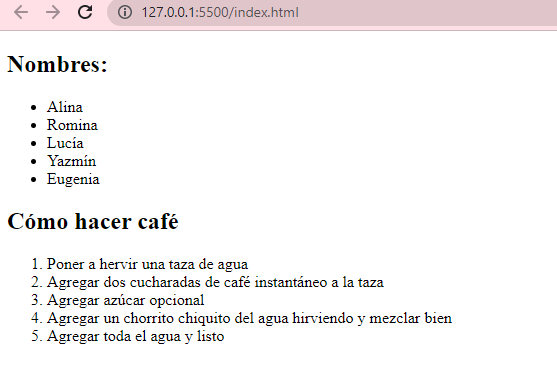 127.0.0.1:5500/index.html
Nombres:
• Alina
• Romina
• Lucía
• Yazmín
• Eugenia
Cómo hacer café
1. Poner a hervir una taza de agua
2. Agregar dos cucharadas de café instantáneo a la taza
3. Agregar azúcar opcional
4. Agregar un chorrito chiquito del agua hirviendo y mezclar bien
5. Agregar toda el agua y listo